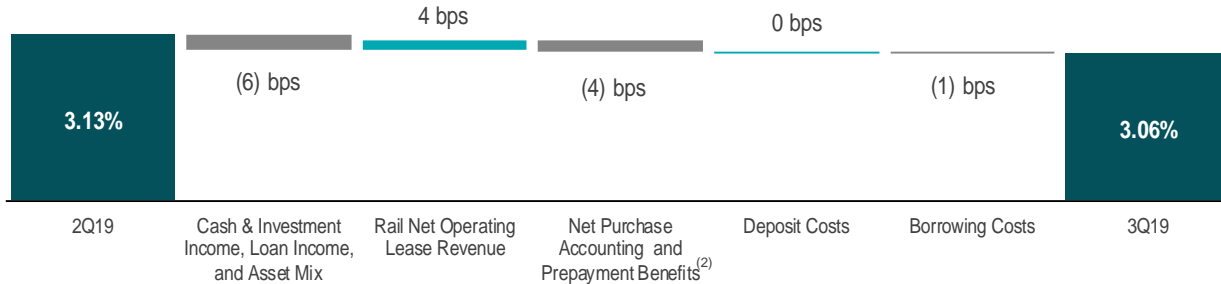 4 bps
0 bps
(6) bps
(4) bps
(1) bps
3.13%
3.06%
2Q19
Cash & Investment
Income, Loan Income,
and Asset Mix
Rail Net Operating
Lease Revenue
Net Purchase
Accounting and
Prepayment Benefits(2)
Deposit Costs
Borrowing Costs
3Q19